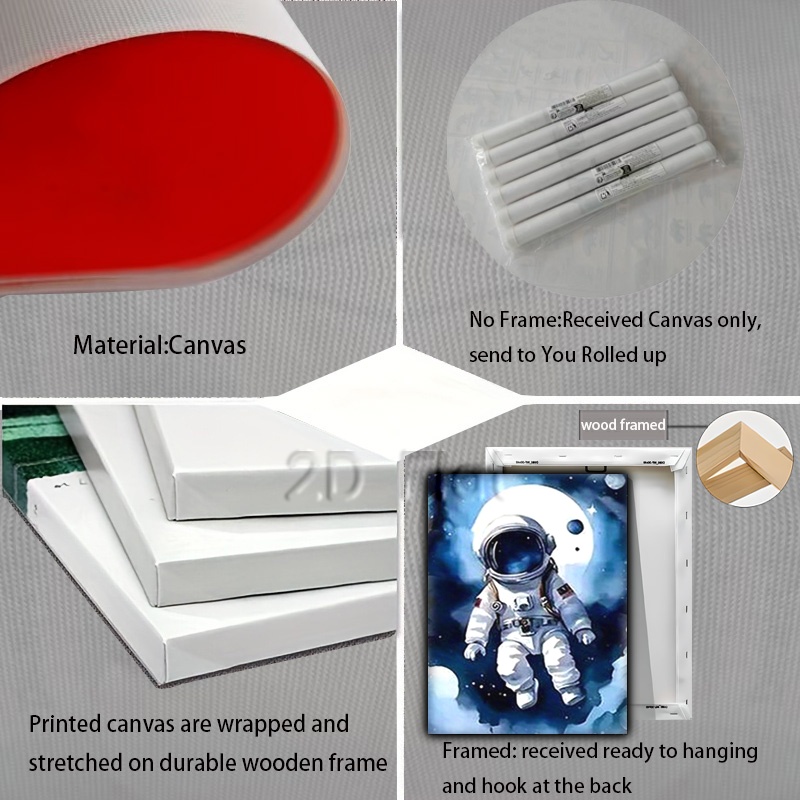 Material:Canvas
No Frame:Received Canvas only,
send to You Rolled up
2D
Printed canvas are wrapped and
stretched on durable wooden frame
wood framed
Framed: received ready to hanging
and hook at the back